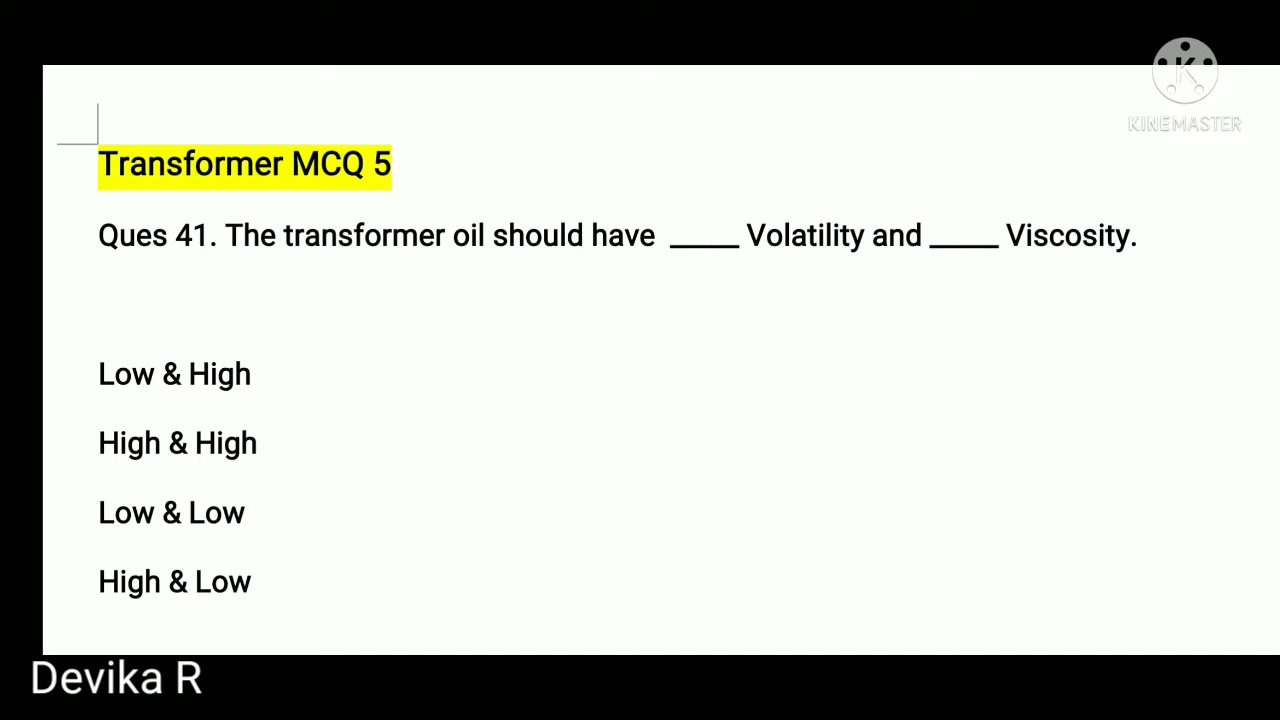 KINEMASTER
Transformer MCQ 5
Ques 41. The transformer oil should have _____ Volatility and _____ Viscosity.
Low & High
High & High
Low & Low
High & Low
Devika R